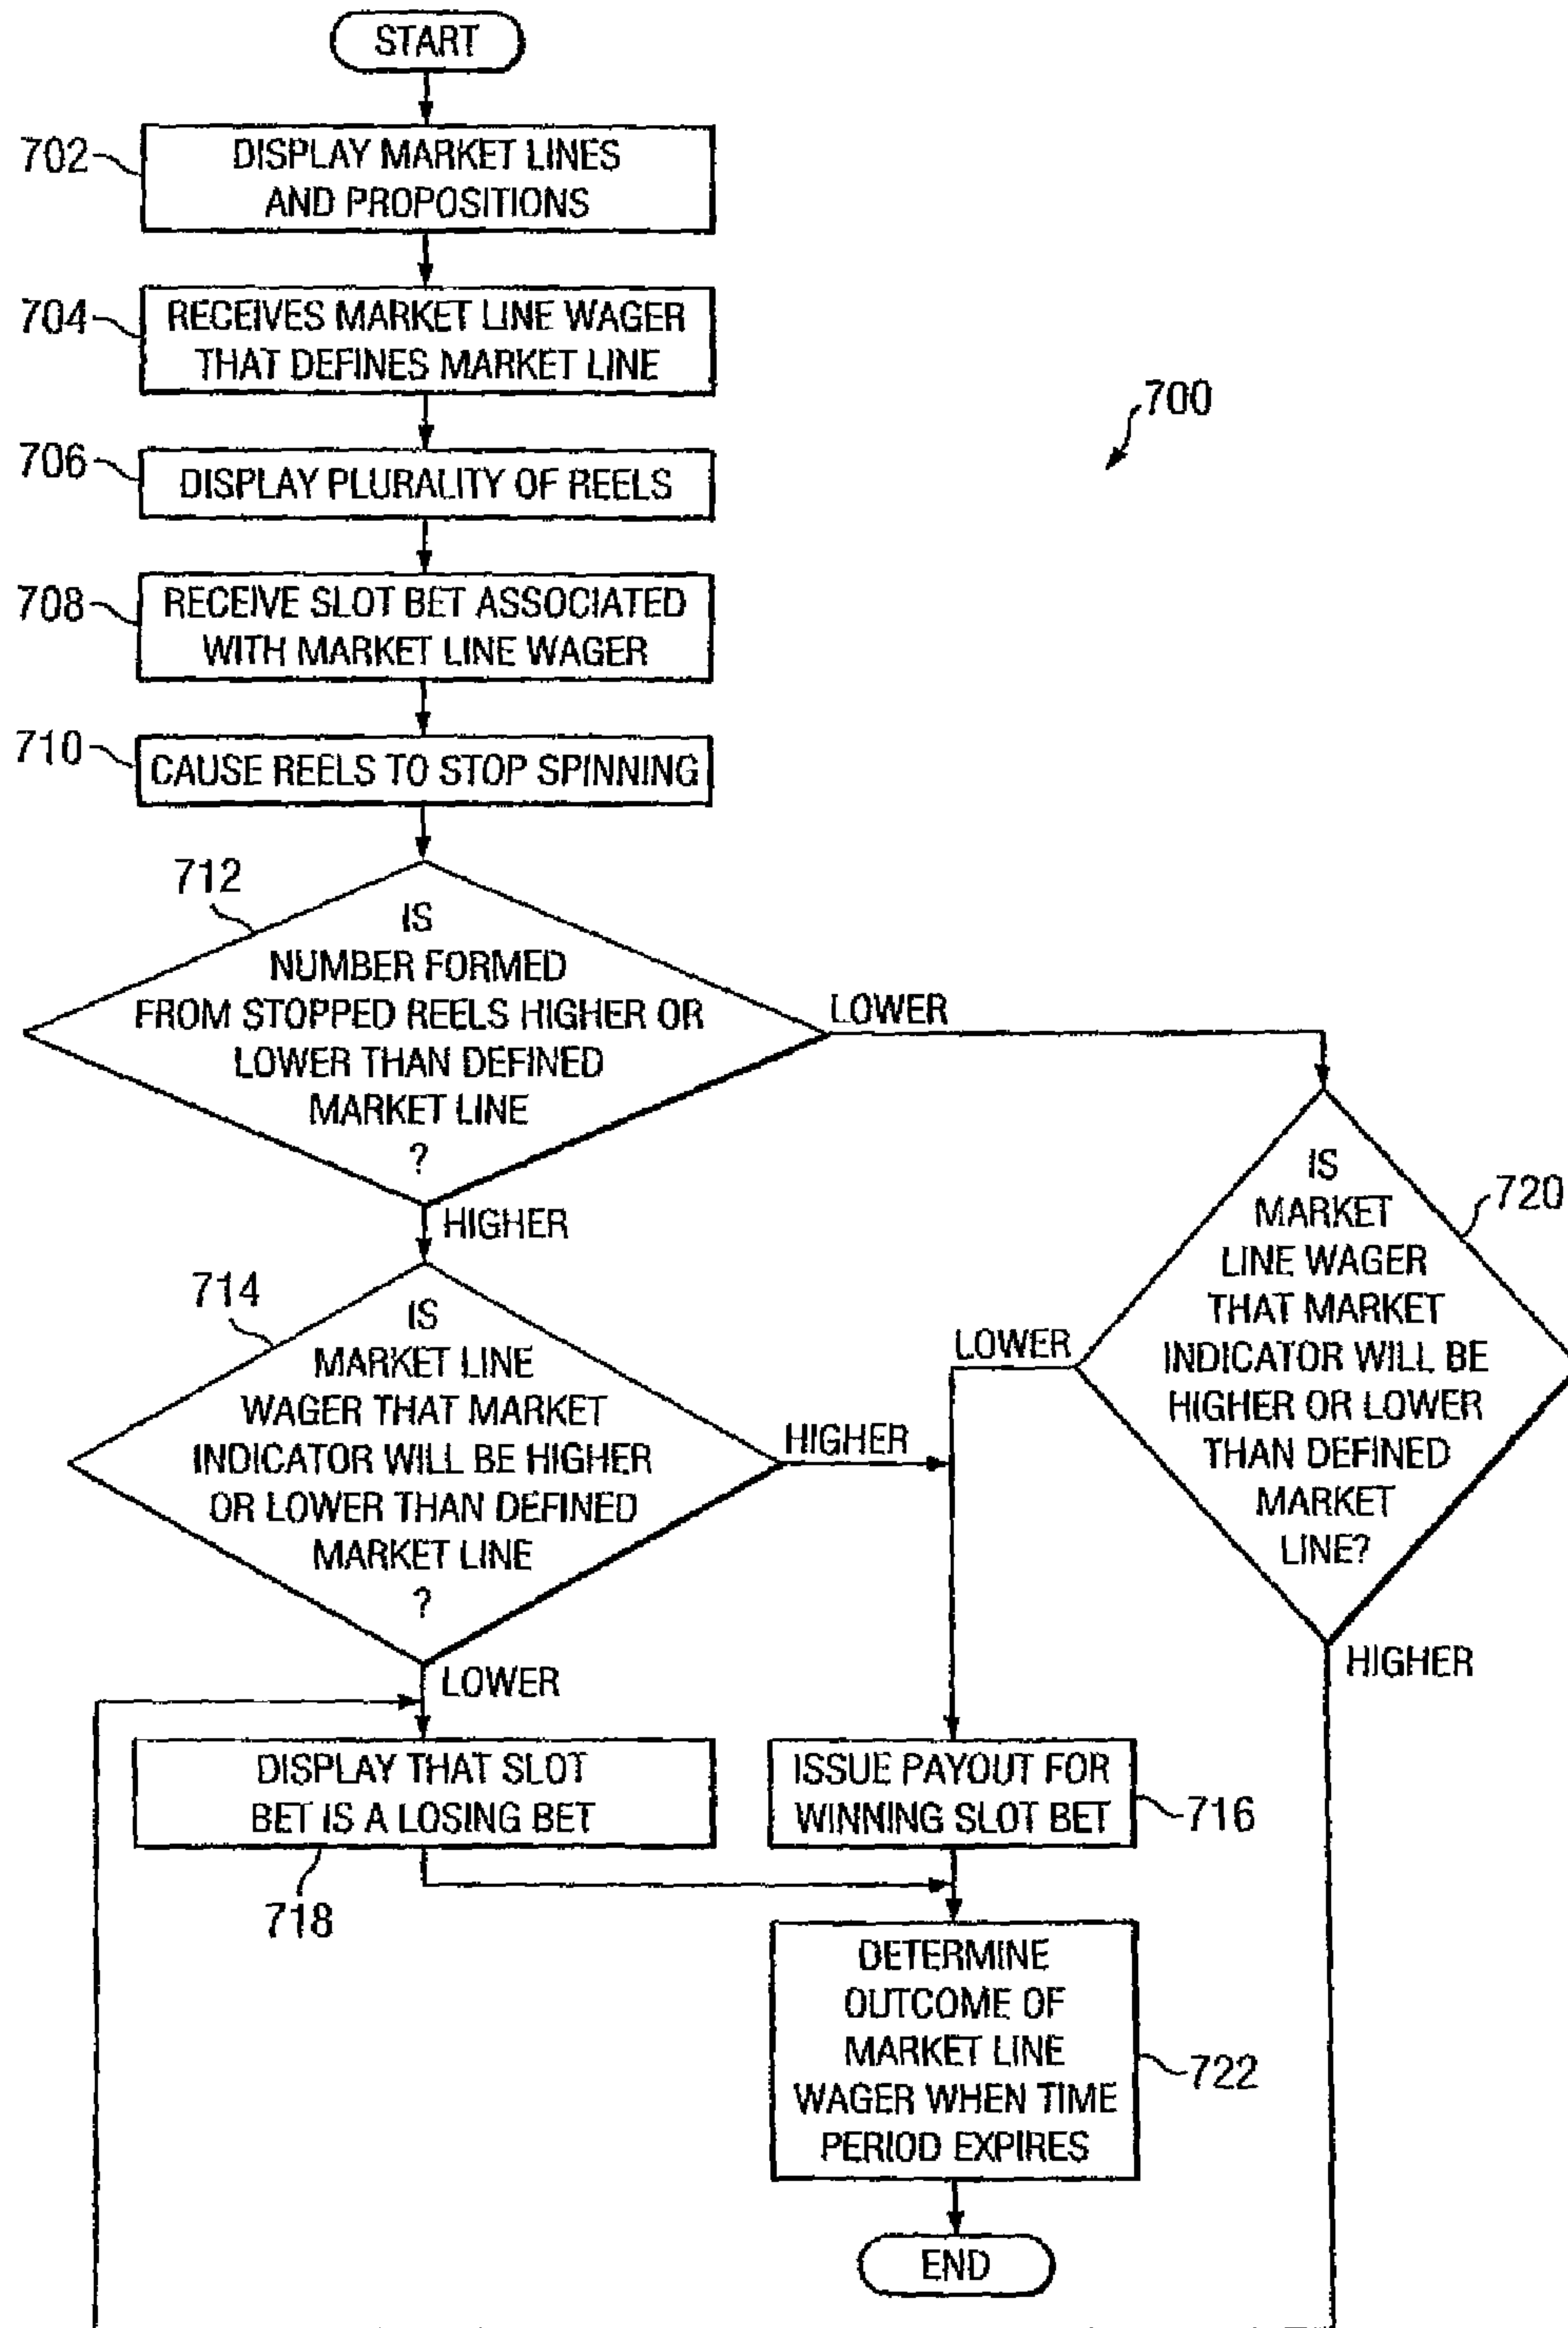 START
702
DISPLAY MARKET LINES
AND PROPOSITIONS
704
RECEIVES MARKET LINE WAGER
THAT DEFINES MARKET LINE
700
706
DISPLAY PLURALITY OF REELS
708
RECEIVE SLOT BET ASSOCIATED
WITH MARKET LINE WAGER
710
CAUSE REELS TO STOP SPINNING
712
IS
NUMBER FORMED
FROM STOPPED REELS HIGHER OR
LOWER THAN DEFINED
MARKET LINE
?
LOWER
HIGHER
714
IS
MARKET LINE
WAGER THAT MARKET
INDICATOR WILL BE HIGHER
OR LOWER THAN DEFINED
MARKET LINE
?
HIGHER
LOWER
720
IS
MARKET
LINE WAGER
THAT MARKET
INDICATOR WILL BE
HIGHER OR LOWER
THAN DEFINED
MARKET
LINE?
LOWER
HIGHER
DISPLAY THAT SLOT
BET IS A LOSING BET
718
ISSUE PAYOUT FOR
WINNING SLOT BET
716
DETERMINE
OUTCOME OF
MARKET LINE
WAGER WHEN TIME
PERIOD EXPIRES
722
END